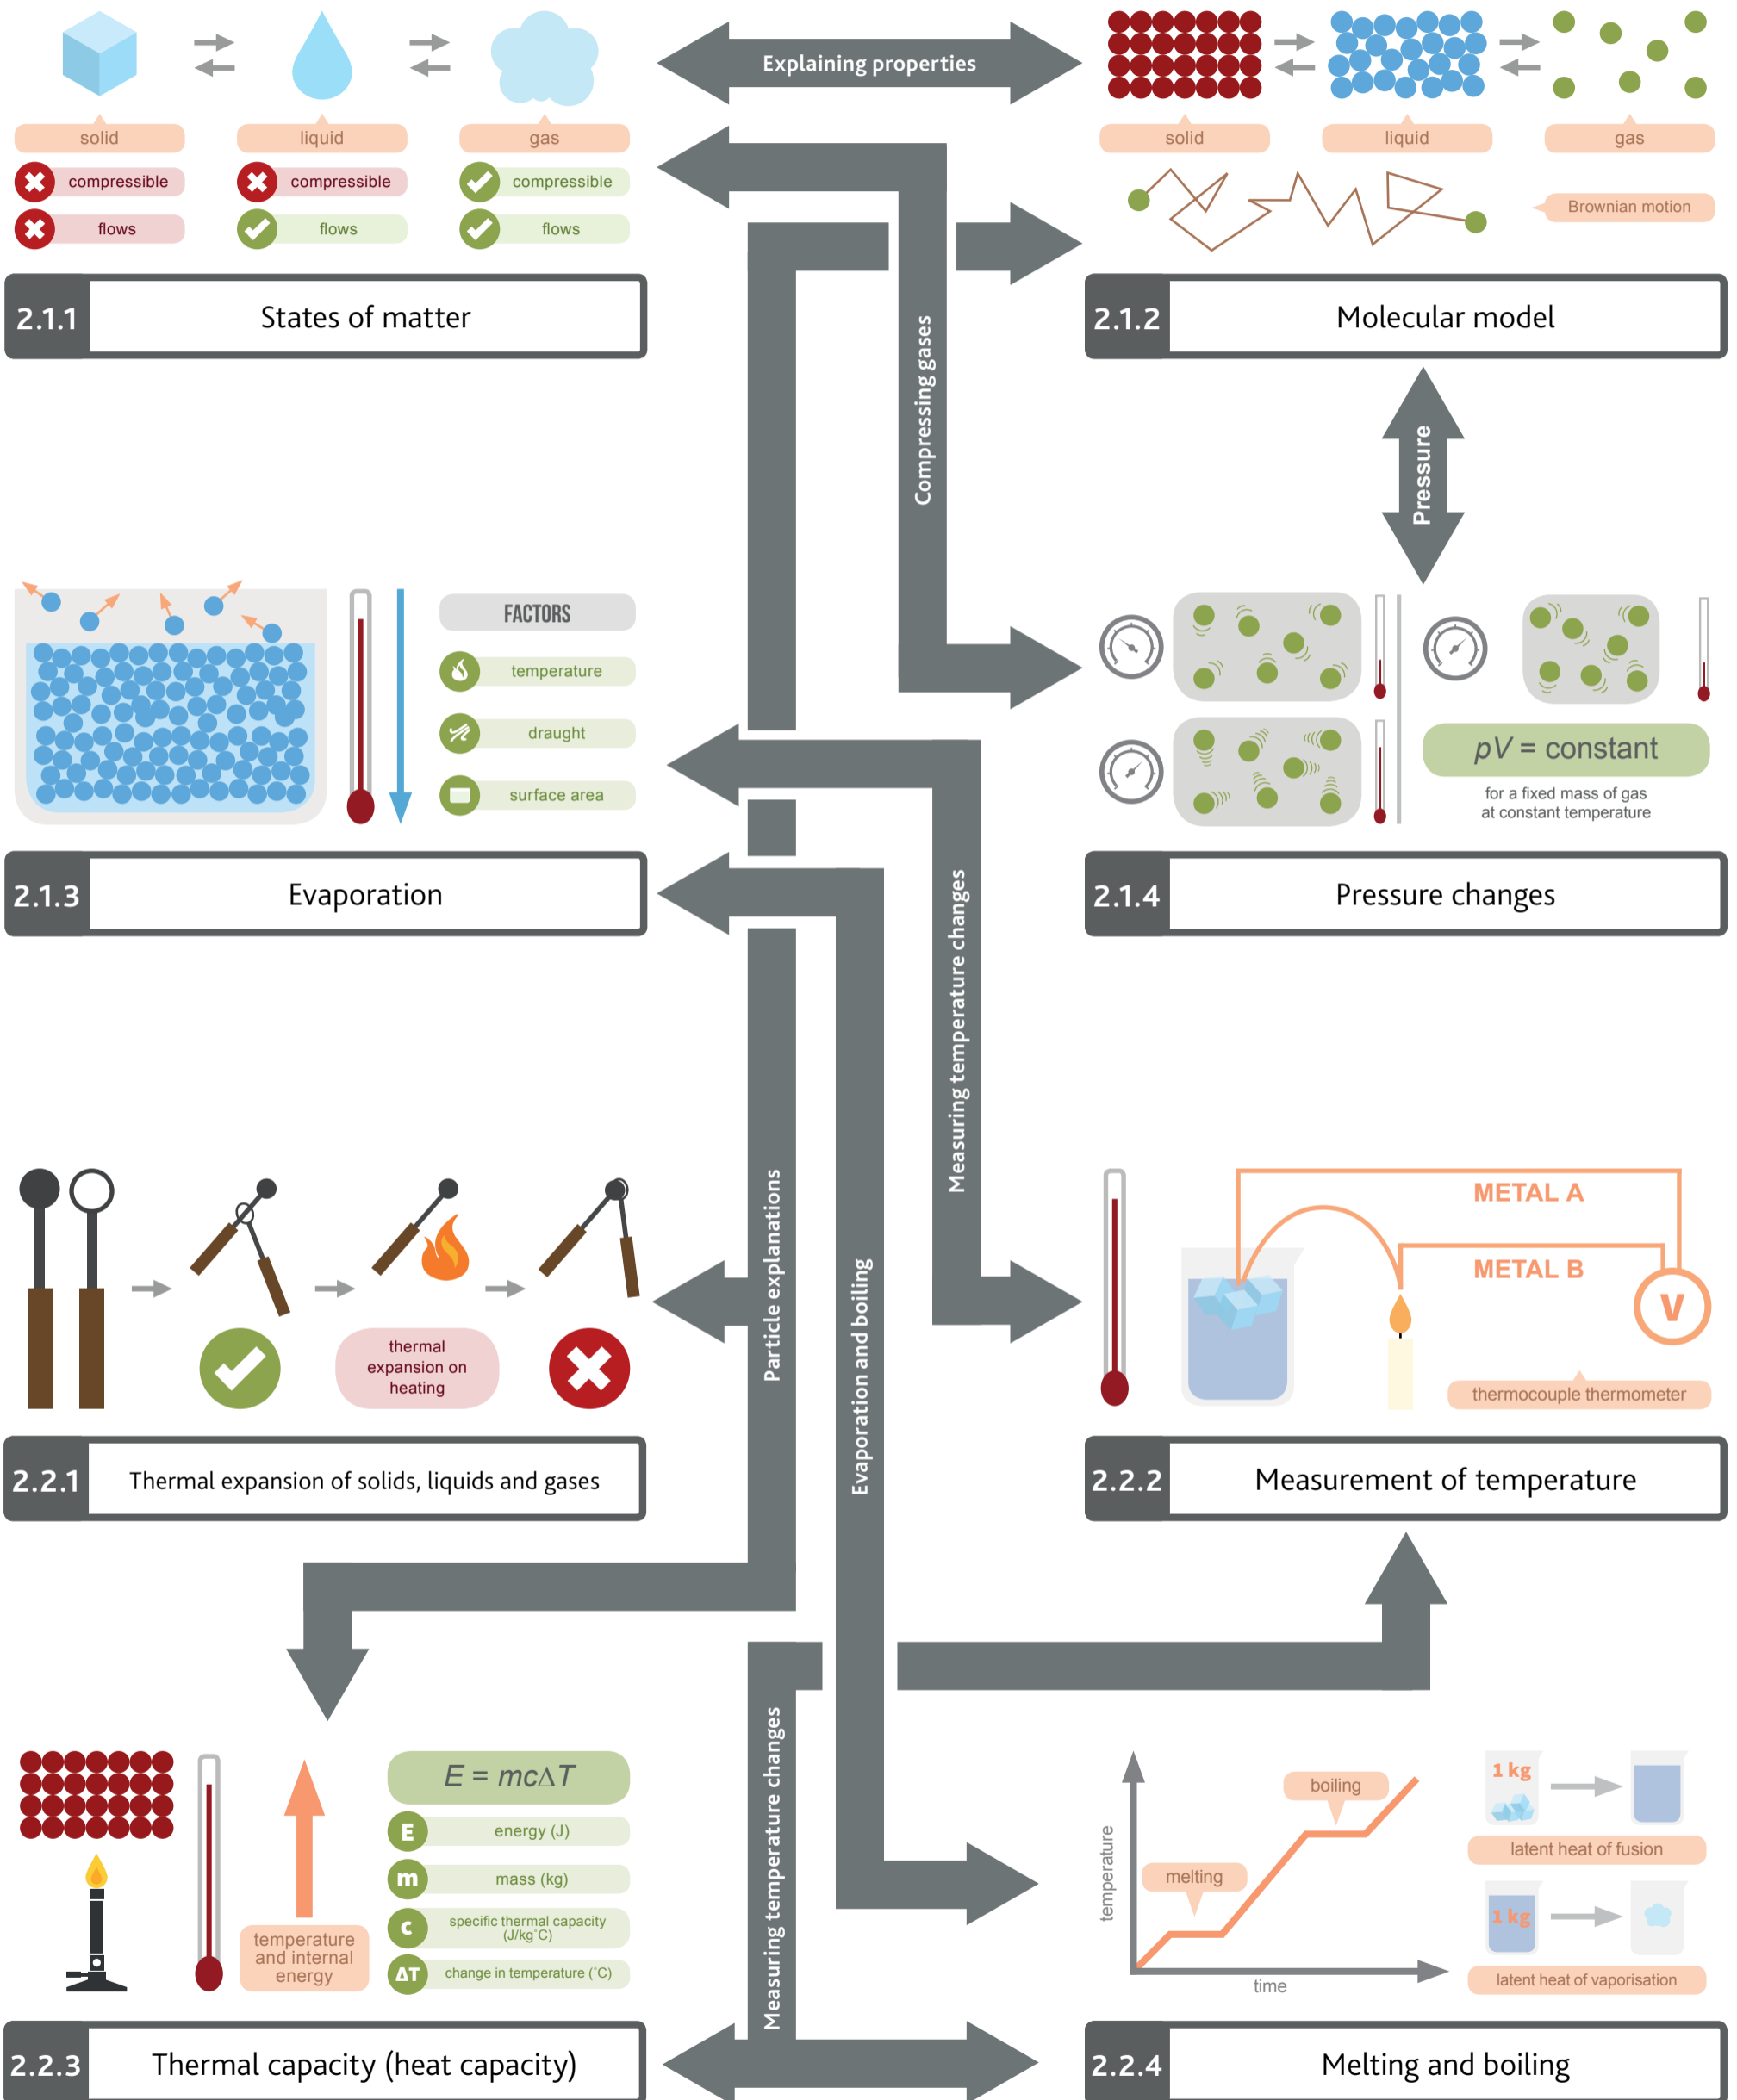 Explaining properties
solid
liquid
gas
compressible
compressible
compressible
flows
flows
flows
solid
liquid
gas
Brownian motion
2.1.1
States of matter
2.1.2
Molecular model
Compressing gases
Pressure
FACTORS
temperature
draught
surface area
pV = constant
for a fixed mass of gas
at constant temperature
2.1.3
Evaporation
2.1.4
Pressure changes
Measuring temperature changes
Particle explanations
Evaporation and boiling
thermal
expansion on
heating
METAL A
METAL B
V
thermocouple thermometer
2.2.1
Thermal expansion of solids, liquids and gases
2.2.2
Measurement of temperature
Measuring temperature changes
temperature
and internal
energy
E = mcΔT
E
energy (J)
m
mass (kg)
c
specific thermal capacity
(J/kg˚C)
ΔT
change in temperature (˚C)
temperature
melting
boiling
time
1 kg
latent heat of fusion
1 kg
latent heat of vaporisation
2.2.3
Thermal capacity (heat capacity)
2.2.4
Melting and boiling